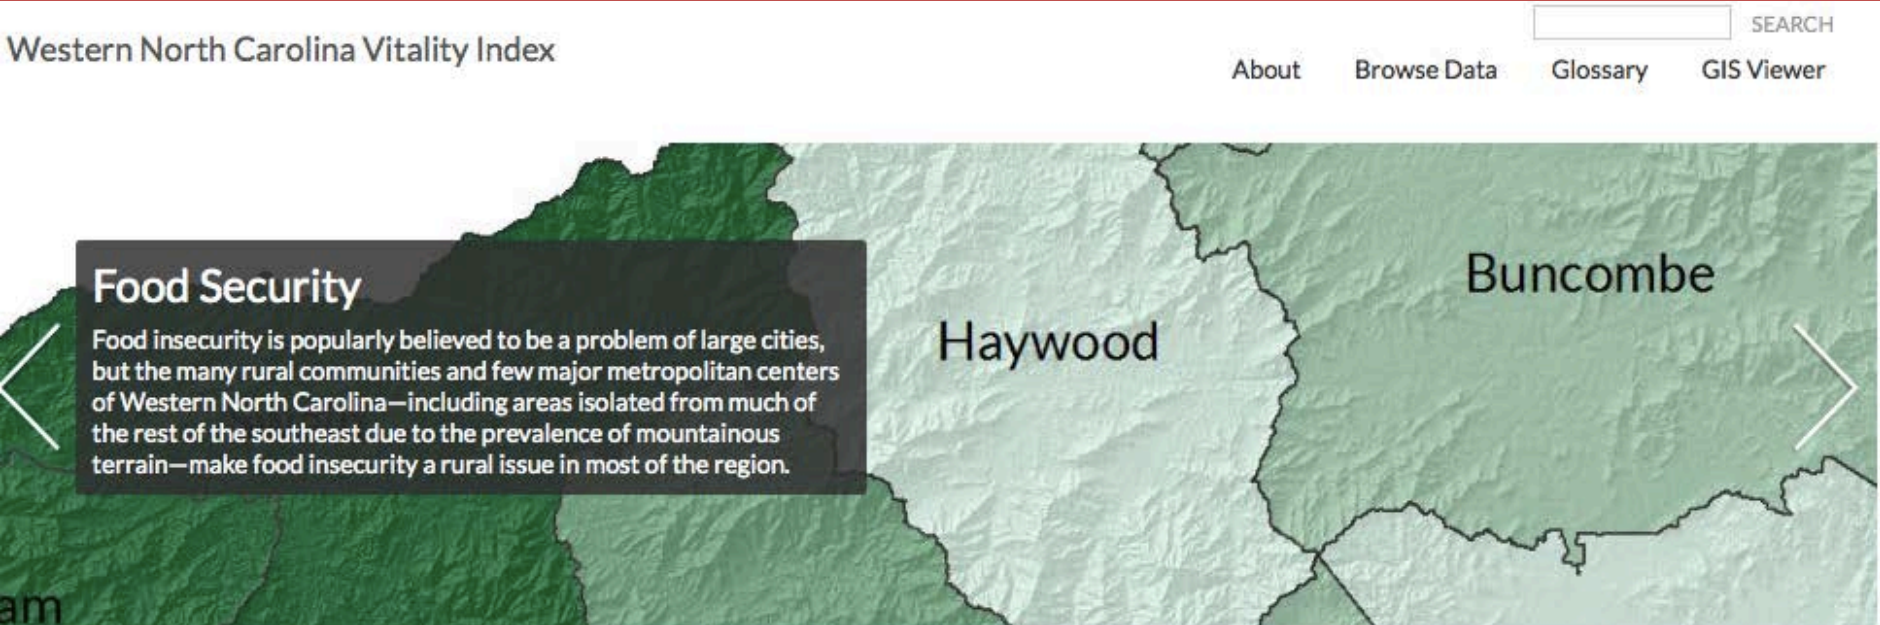 SEARCH
Western North Carolina Vitality Index
About Browse Data Glossary GIS Viewer
Food Security
Food insecurity is popularly believed to be a problem of large cities,
but the many rural communities and few major metropolitan centers
of Western North Carolina—including areas isolated from much of
the rest of the southeast due to the prevalence of mountainous
terrain—make food insecurity a rural issue in most of the region.
Haywood
Buncombe
am